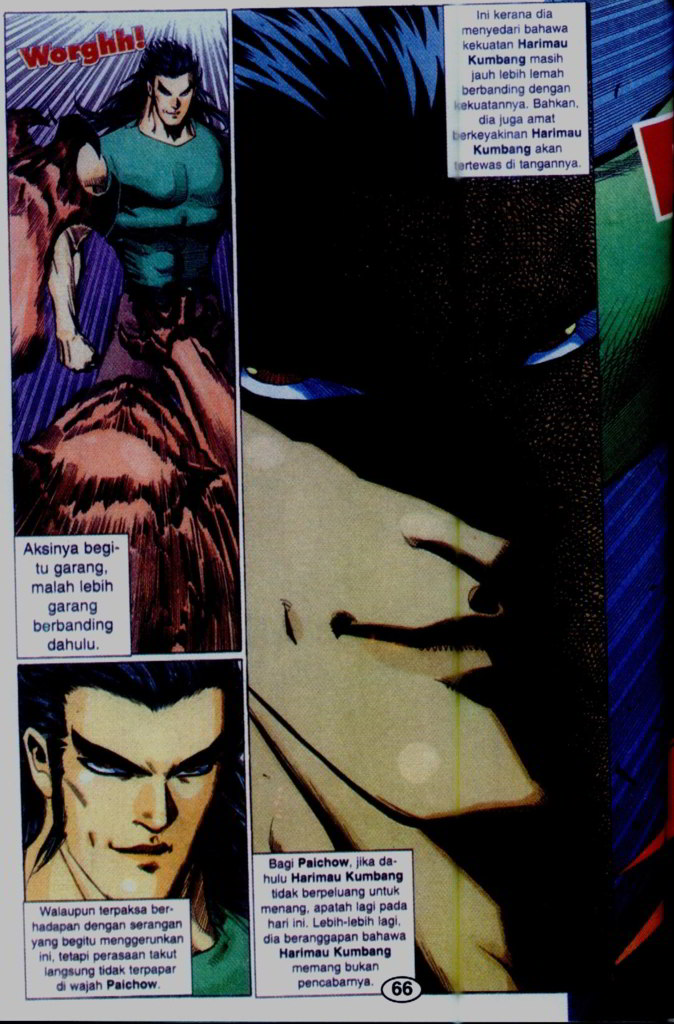 Worghh!
Aksinya begi-
tu garang,
malah lebih
garang
berbanding
dahulu.
Walaupun terpaksa ber-
hadapan dengan serangan
yang begitu menggerunkan
ini, tetapi perasaan takut
langsung tidak terpapar
di wajah Paichow.
Ini kerana dia
menyedari bahawa
kekuatan Harimau
Kumbang masih
jauh lebih lemah
berbanding dengan
kekuatannya. Bahkan,
dia juga amat
berkeyakinan Harimau
Kumbang akan
tertewas di tangannya.
Bagi Paichow, jika da-
hulu Harimau Kumbang
tidak berpeluang untuk
menang, apatah lagi pada
hari ini. Lebih-lebih lagi,
dia beranggapan bahawa
Harimau Kumbang
memang bukan
pencabarnya.
66